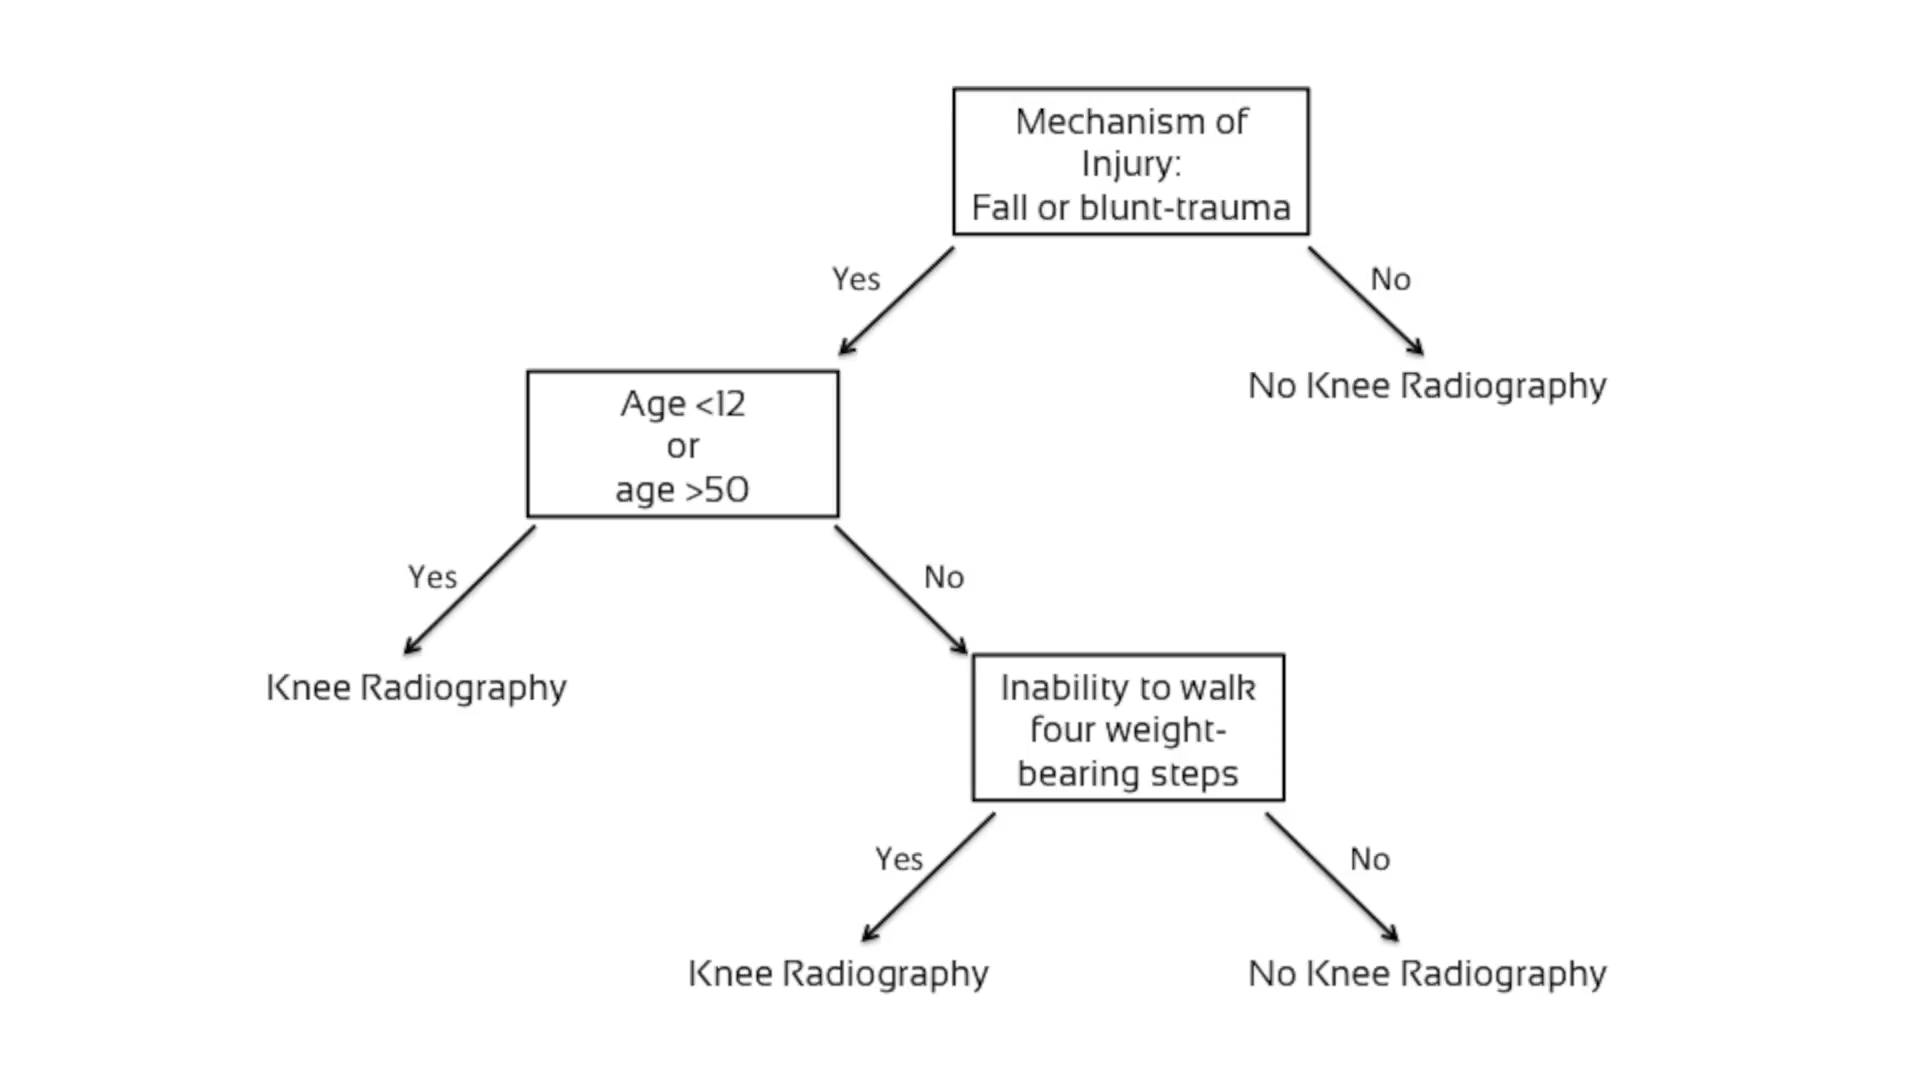 Mechanism of
Injury:
Fall or blunt-trauma
Yes
No
Age <12
or
age >50
No Knee Radiography
Yes
No
Knee Radiography
Inability to walk
four weight-
bearing steps
Yes
No
Knee Radiography
No Knee Radiography